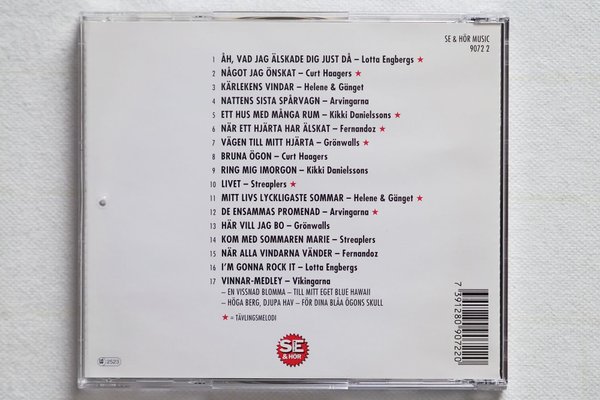 SE & HÖR MUSIC
9072 2
1 ÅH, VAD JAG ÄLSKADE DIG JUST DÅ – Lotta Engbergs ★
2 NÅGOT JAG ÖNSKAT – Curt Haagers ★
3 KÄRLEKENS VINDAR – Helene & Gänget
4 NATTENS SISTA SPÅRVAGN – Arvingarna
5 ETT HUS MED MÅNGA RUM – Kikki Danielssons ★
6 NÄR ETT HJÄRTA HAR ÄLSKAT – Fernandoz ★
7 VÄGEN TILL MITT HJÄRTA – Grönwalls ★
8 BRUNA ÖGON – Curt Haagers
9 RING MIG IMORGON – Kikki Danielssons
10 LIVET – Streaplers ★
11 MITT LIVS LYCKLIGASTE SOMMAR – Helene & Gänget ★
12 DE ENSAMMAS PROMENAD – Arvingarna ★
13 HÄR VILL JAG BO – Grönwalls
14 KOM MED SOMMAREN MARIE – Streaplers
15 NÄR ALLA VINDARNA VÄNDER – Fernandoz
16 I'M GONNA ROCK IT – Lotta Engbergs
17 VINNAR-MEDLEY – Vikingarna
– EN VISSNAD BLOMMA – TILL MITT EGET BLUE HAWAII
– HÖGA BERG, DJUPA HAV – FÖR DINA BLÅA ÖGONS SKULL
★ = TÄVLINGSMELODI
SE
& HÖR
7 391280 907220